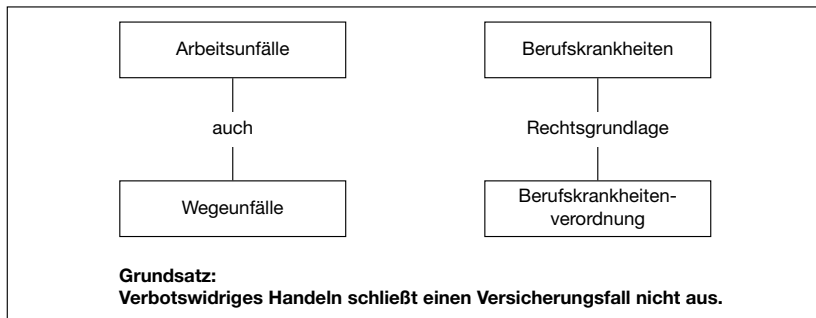 Arbeitsunfälle
auch
Wegeunfälle
Berufskrankheiten
Rechtsgrundlage
Berufskrankheiten-
verordnung
Grundsatz:
Verbotswidriges Handeln schließt einen Versicherungsfall nicht aus.